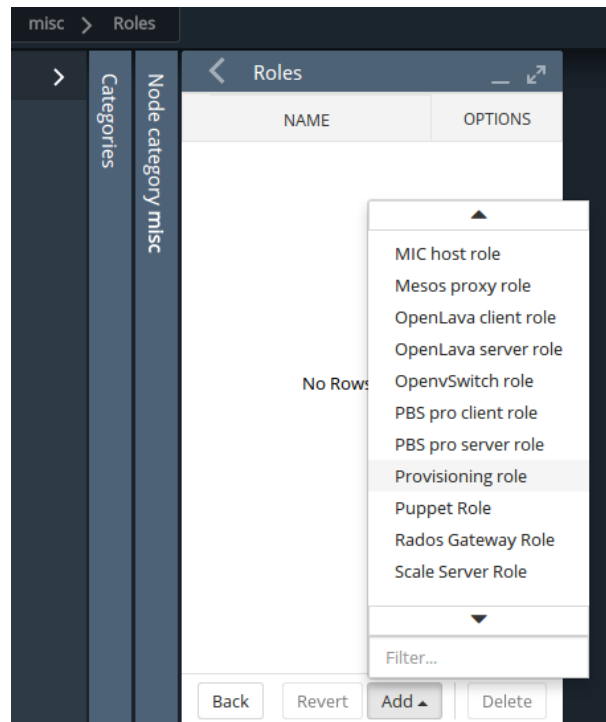 misc > Roles
Categories
Node category misc
Roles
NAME OPTIONS
No Rows
MIC host role
Mesos proxy role
OpenLava client role
OpenLava server role
OpenvSwitch role
PBS pro client role
PBS pro server role
Provisioning role
Puppet Role
Rados Gateway Role
Scale Server Role
Filter...
Back Revert Add Delete